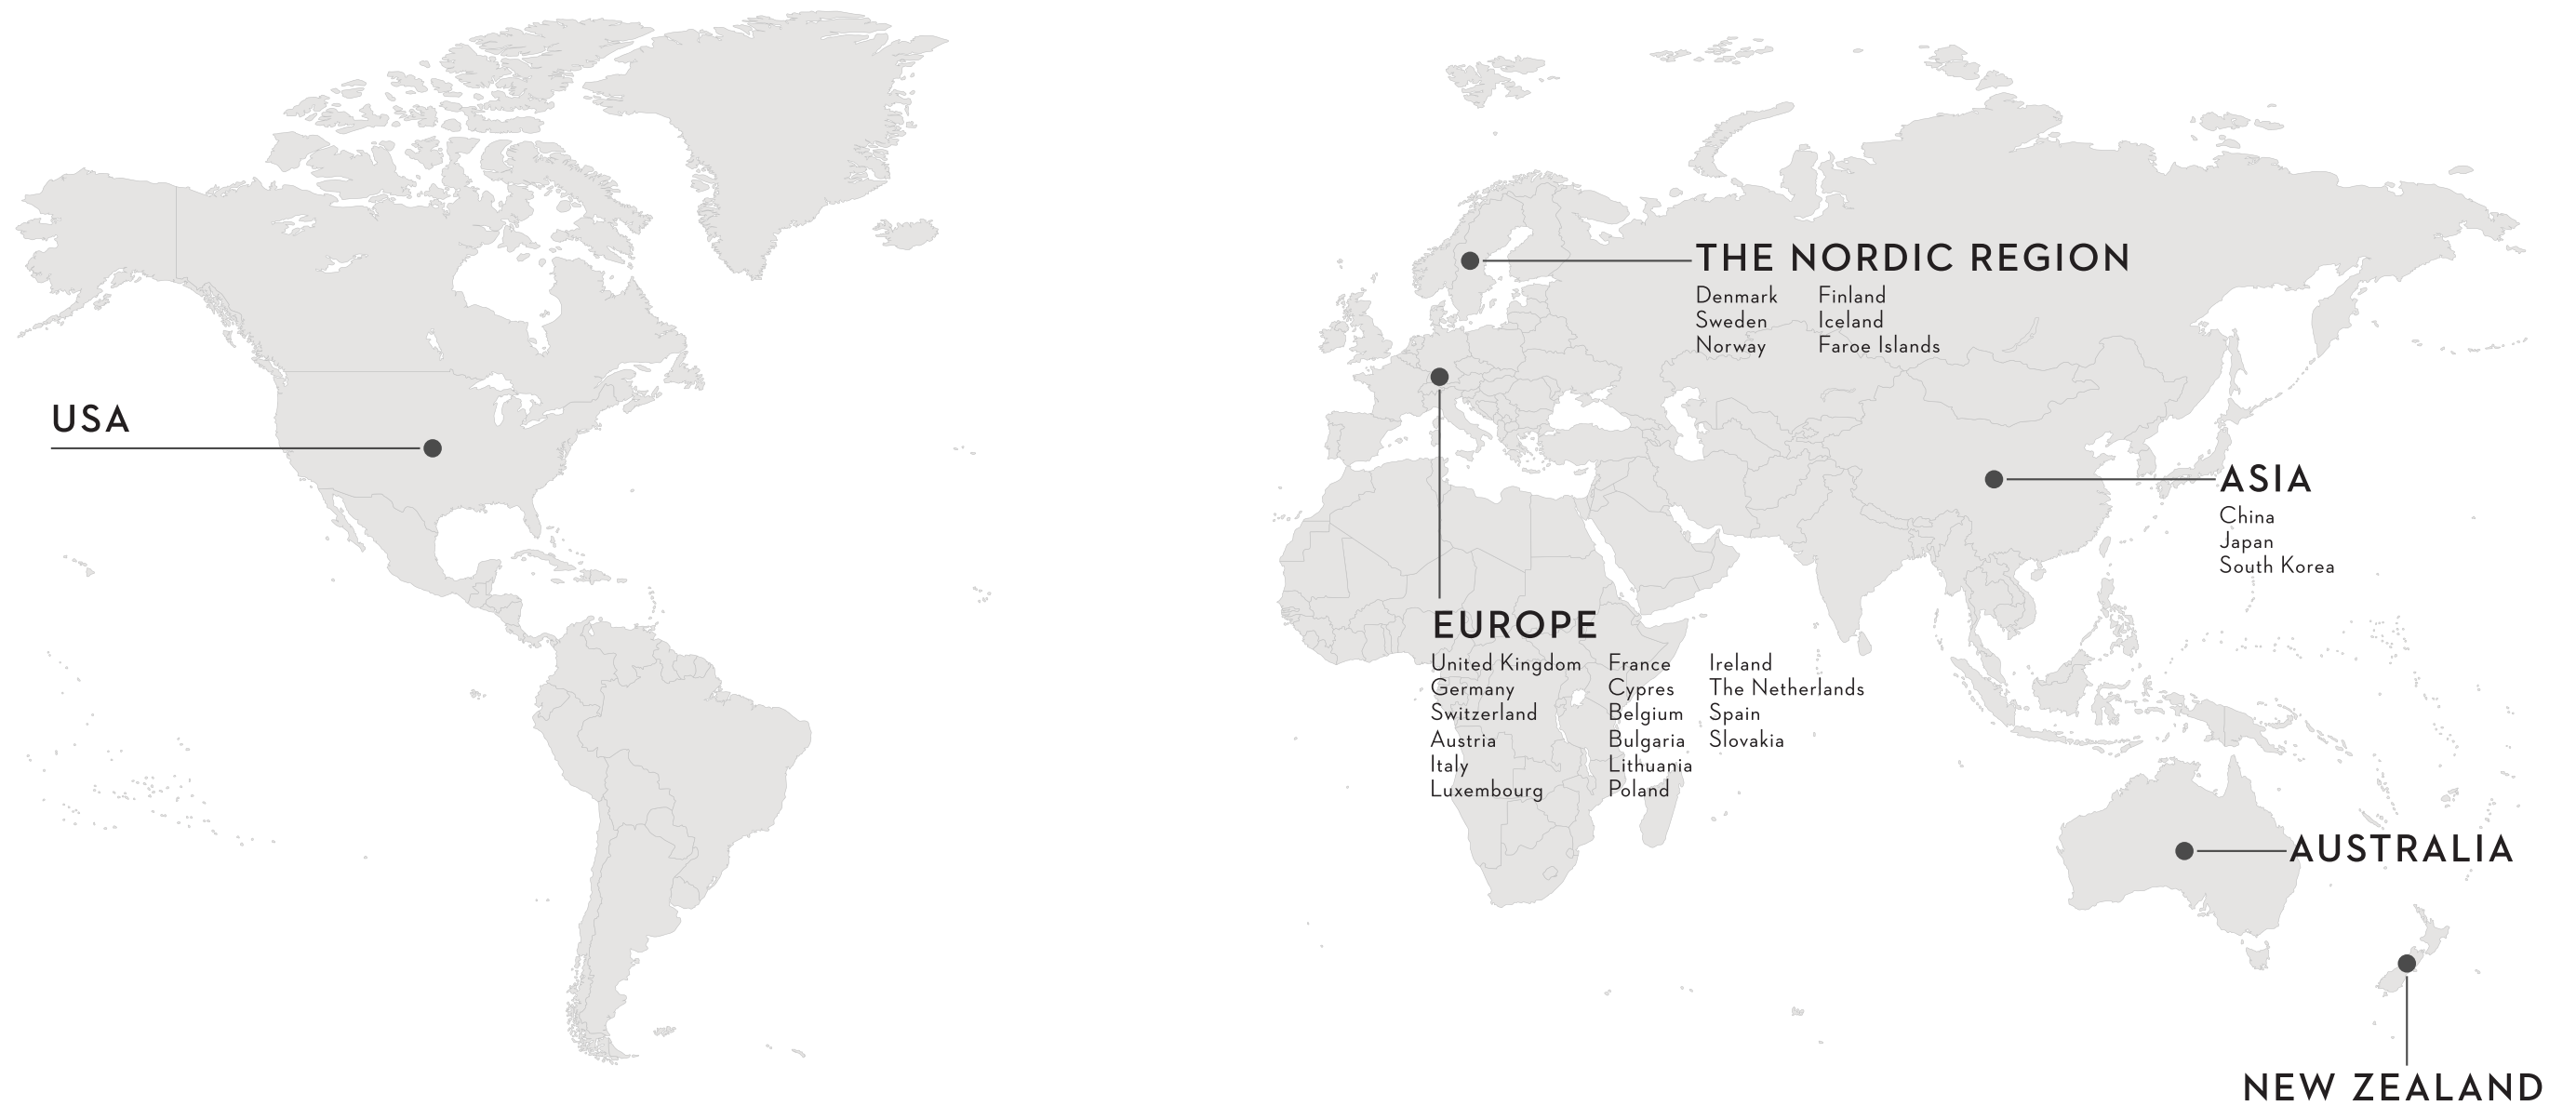 USA
THE NORDIC REGION
Denmark
Sweden
Norway
Finland
Iceland
Faroe Islands
ASIA
China
Japan
South Korea
EUROPE
United Kingdom
Germany
Switzerland
Austria
Italy
Luxembourg
France
Cypres
Belgium
Bulgaria
Lithuania
Poland
Ireland
The Netherlands
Spain
Slovakia
AUSTRALIA
NEW ZEALAND